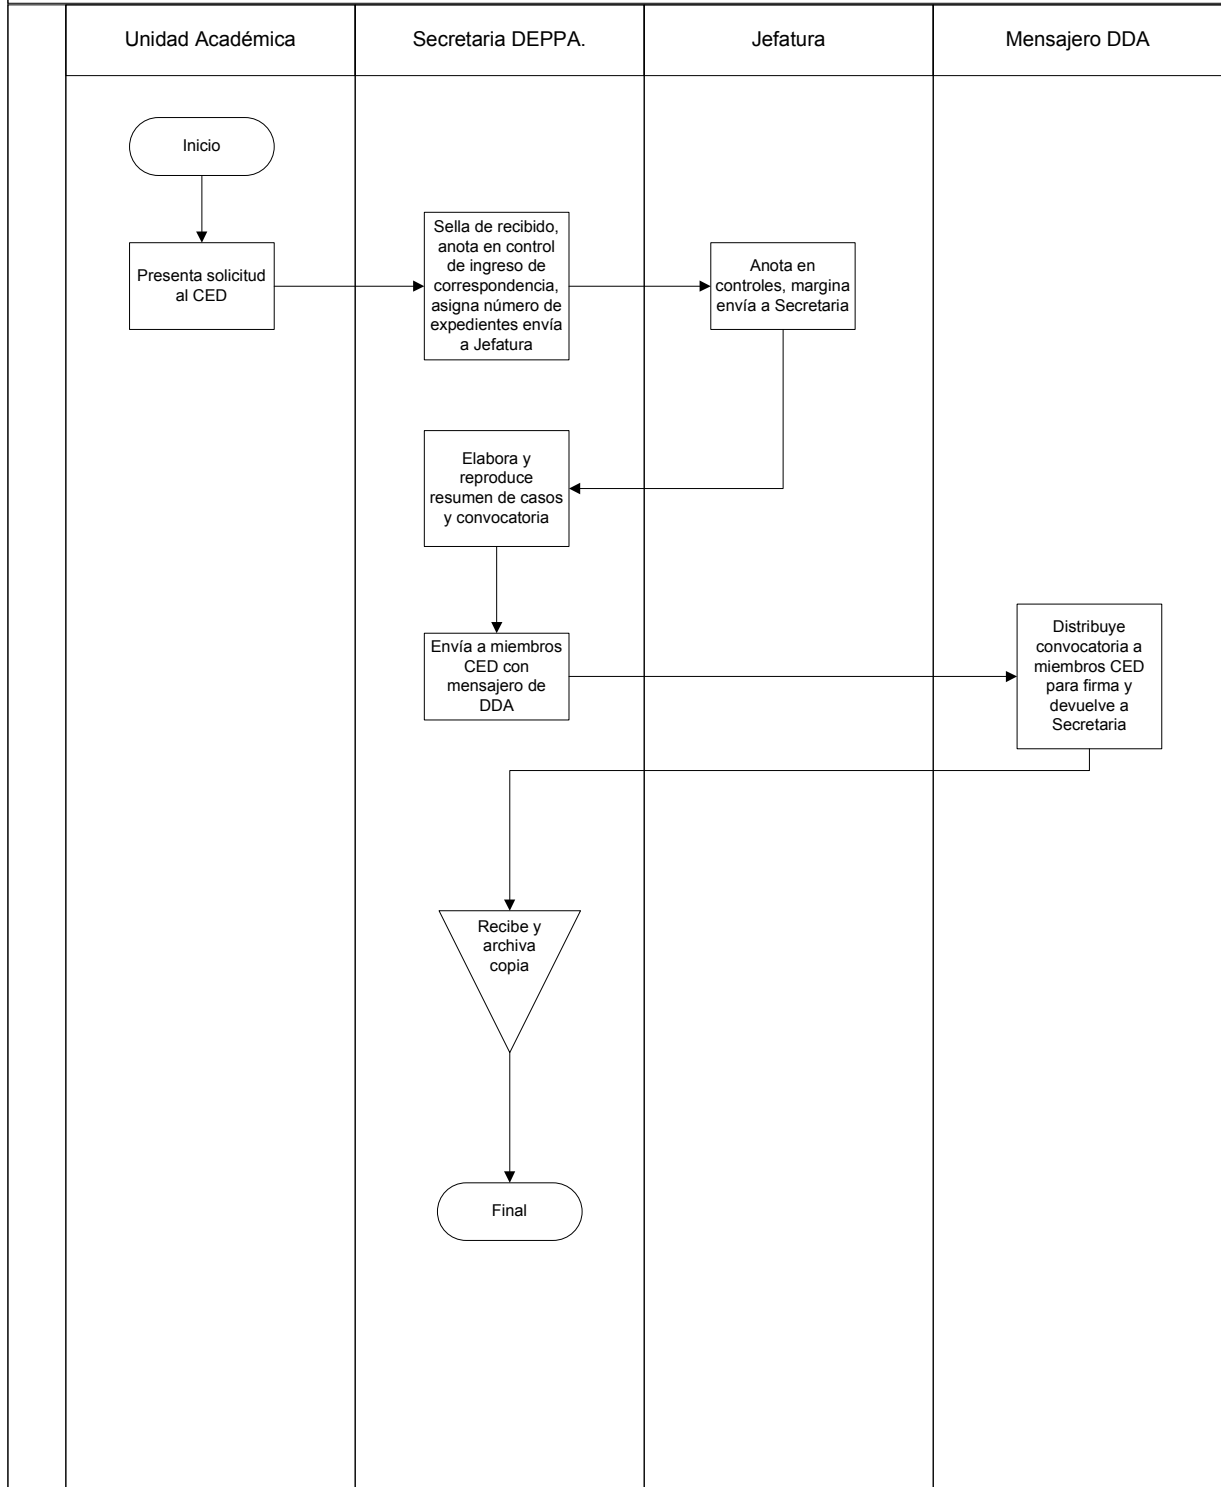 Unidad Académica
Secretaria DEPPA.
Jefatura
Mensajero DDA
Inicio
Presenta solicitud
al CED
Sella de recibido,
anota en control
de ingreso de
correspondencia,
asigna número de
expedientes envía
a Jefatura
Anota en
controles, margina
envía a Secretaria
Elabora y
reproduce
resumen de casos
y convocatoria
Envía a miembros
CED con
mensajero de
DDA
Distribuye
convocatoria a
miembros CED
para firma y
devuelve a
Secretaria
Recibe y
archiva
copia
Final